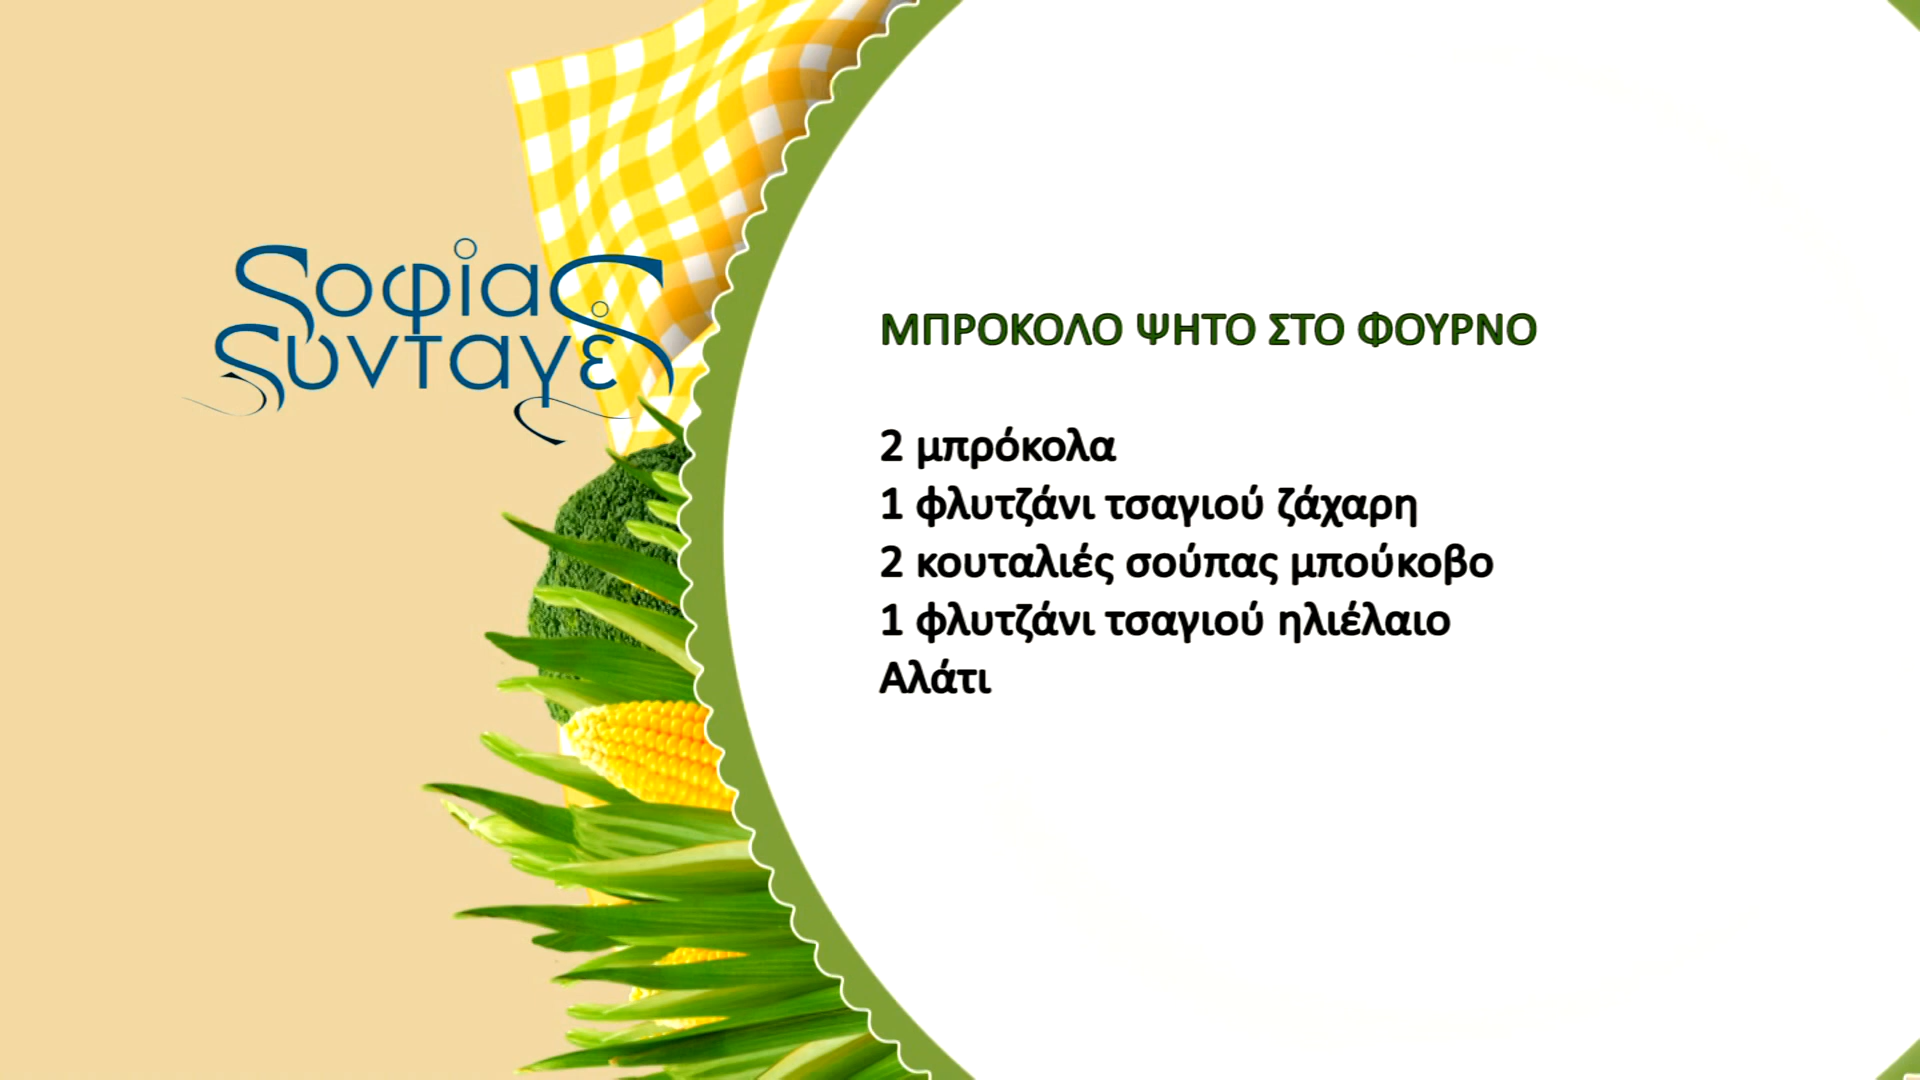 Σοφίας
Συνταγές
ΜΠΡΟΚΟΛΟ ΨΗΤΟ ΣΤΟ ΦΟΥΡΝΟ
2 μπρόκολα
1 φλυτζάνι τσαγιού ζάχαρη
2 κουταλιές σούπας μπούκοβο
1 φλυτζάνι τσαγιού ηλιέλαιο
Αλάτι